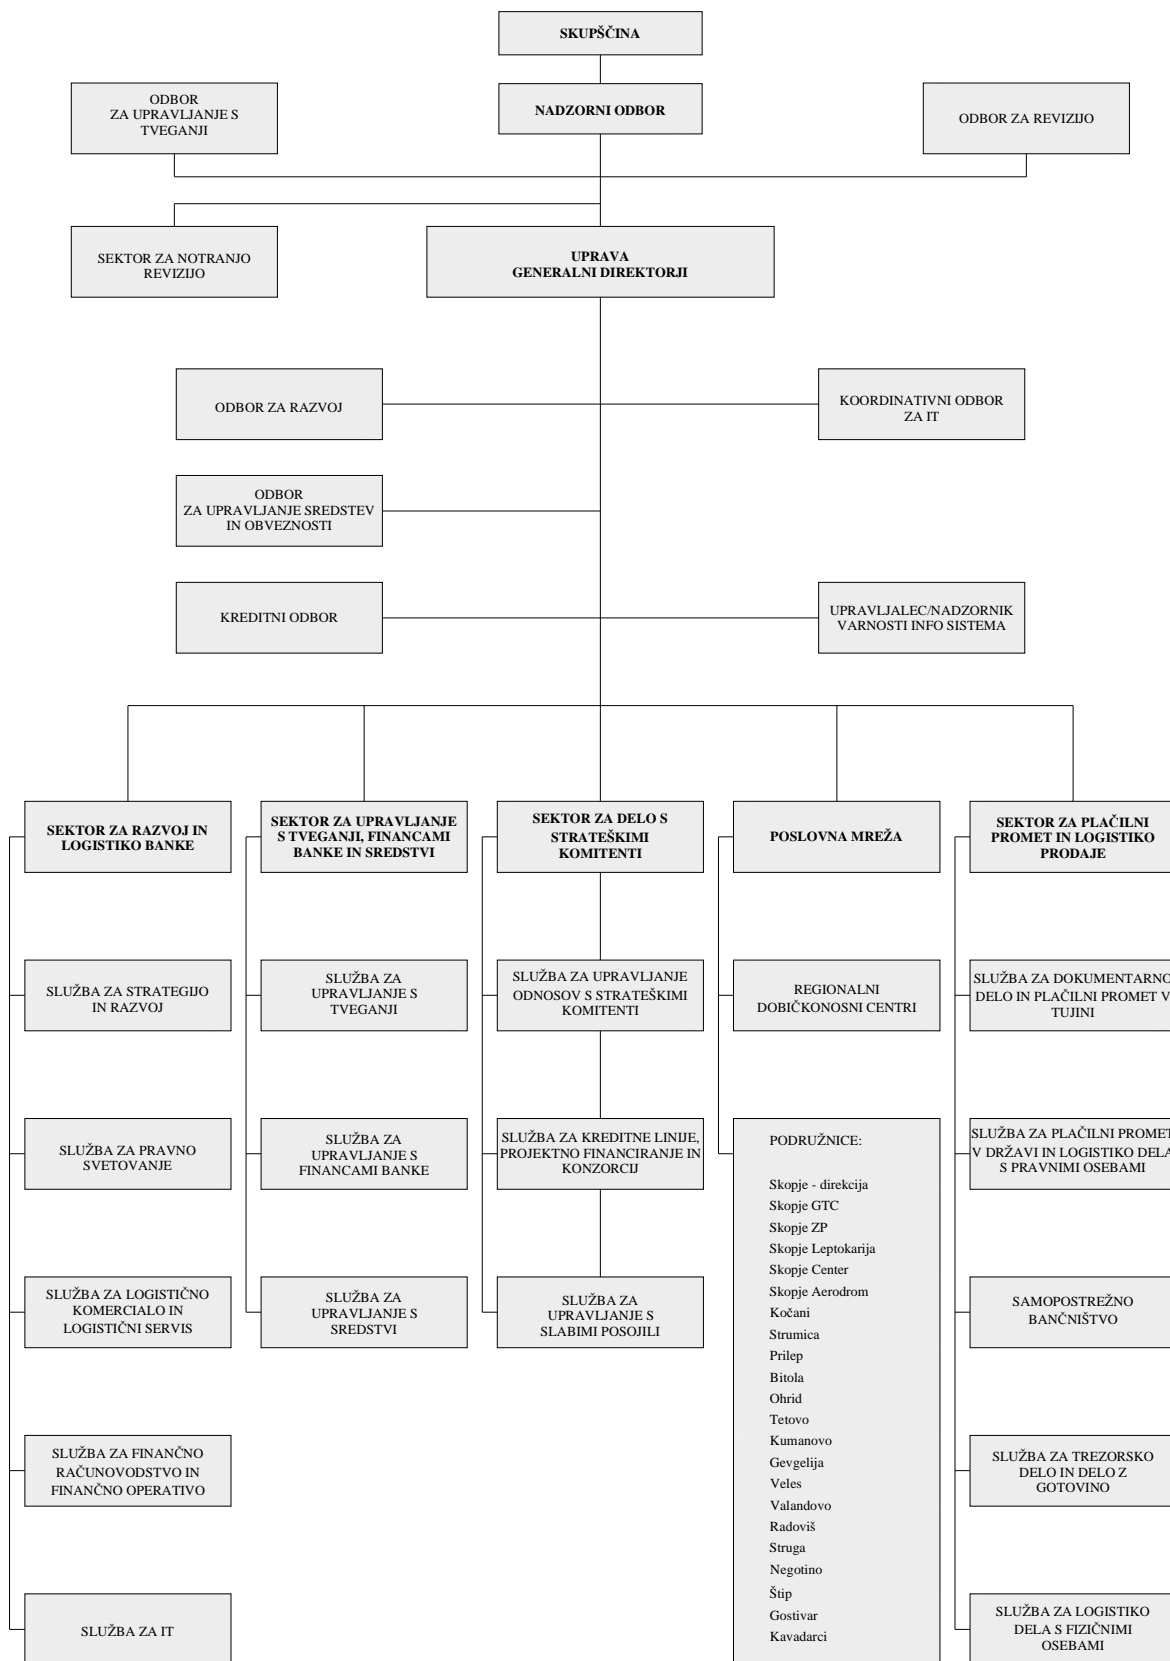 SKUPŠČINA
ODBOR
ZA UPRAVLJANJE S
TVEGANJI
NADZORNI ODBOR
ODBOR ZA REVIZIJO
SEKTOR ZA NOTRANJO
REVIZIJO
UPRAVA
GENERALNI DIREKTORJI
ODBOR ZA RAZVOJ
KOORDINATIVNI ODBOR
ZA IT
ODBOR
ZA UPRAVLJANJE SREDSTEV
IN OBVEZNOSTI
KREDITNI ODBOR
UPRAVLJALEC/NADZORNIK
VARNOSTI INFO SISTEMA
SEKTOR ZA RAZVOJ IN
LOGISTIKO BANKE
SEKTOR ZA UPRAVLJANJE
S TVEGANJI, FINANCAMI
BANKE IN SREDSTVI
SEKTOR ZA DELO S
STRATEŠKIMI
KOMITENTI
POSLOVNA MREŽA
SEKTOR ZA PLAČILNI
PROMET IN LOGISTIKO
PRODAJE
SLUŽBA ZA STRATEGIJO
IN RAZVOJ
SLUŽBA ZA
UPRAVLJANJE S
TVEGANJI
SLUŽBA ZA UPRAVLJANJE
ODNOSOV S STRATEŠKIMI
KOMITENTI
REGIONALNI
DOBIČKONOSNI CENTRI
SLUŽBA ZA DOKUMENTARNO
DELO IN PLAČILNI PROMET V
TUJINI
SLUŽBA ZA PRAVNO
SVETOVANJE
SLUŽBA ZA
UPRAVLJANJE S
FINANCAMI BANKE
SLUŽBA ZA KREDITNE LINIJE,
PROJEKTNO FINANCIRANJE IN
KONZORCIJ
SLUŽBA ZA PLAČILNI PROMET
V DRŽAVI IN LOGISTIKO DELA
S PRAVNIMI OSEBAMI
SLUŽBA ZA LOGISTIČNO
KOMERCIALO IN
LOGISTIČNI SERVIS
SLUŽBA ZA
UPRAVLJANJE S
SREDSTVI
SLUŽBA ZA
UPRAVLJANJE S
SLABIMI POSOJILI
SAMOPOSTREŽNO
BANČNIŠTVO
SLUŽBA ZA FINANČNO
RAČUNOVODSTVO IN
FINANČNO OPERATIVO
SLUŽBA ZA TREZORSKO
DELO IN DELO Z
GOTOVINO
SLUŽBA ZA IT
SLUŽBA ZA LOGISTIKO
DELA S FIZIČNIMI
OSEBAMI
PODRUŽNICE:
Skopje - direkcija
Skopje GTC
Skopje ZP
Skopje Leptokarija
Skopje Center
Skopje Aerodrom
Kočani
Strumica
Prilep
Bitola
Ohrid
Tetovo
Kumanovo
Gevgelija
Veles
Valandovo
Radoviš
Struga
Negotino
Štip
Gostivar
Kavadarci